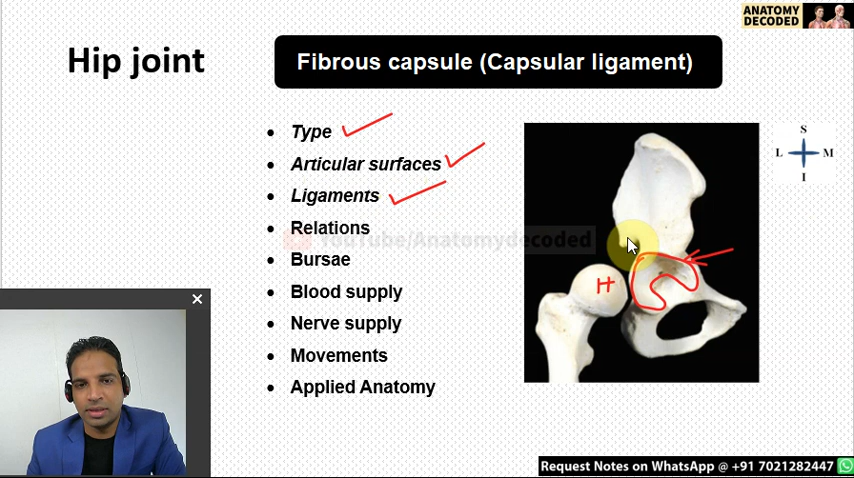 ANATOMY
DECODED
Hip joint
Fibrous capsule (Capsular ligament)
• Type
• Articular surfaces
• Ligaments
• Relations
YouTube/Anatomydecoded
• Bursae
• Blood supply
• Nerve supply
• Movements
• Applied Anatomy
S
L M
I
H
Request Notes on WhatsApp @ +91 7021282447